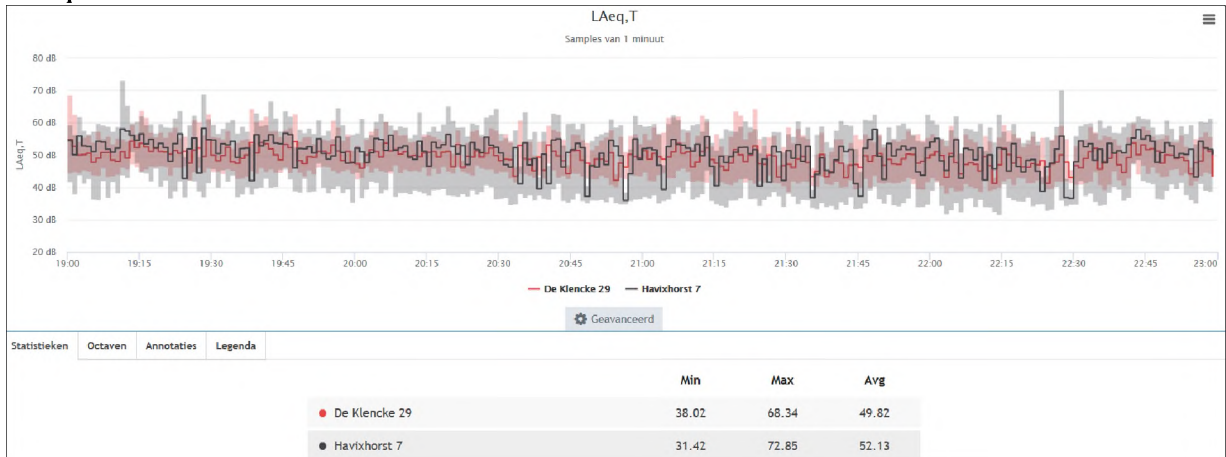 LAeq,T
Samples van 1 minuut
80 dB
70 dB
60 dB
50 dB
40 dB
30 dB
20 dB
LAeq,T
19:00 19:15 19:30 19:45 20:00 20:15 20:30 20:45 21:00 21:15 21:30 21:45 22:00 22:15 22:30 22:45 23:00
De Klencke 29 Havixhorst 7
Geavanceerd
Statistieken Octaven Annotaties Legenda
Min Max Avg
De Klencke 29 38.02 68.34 49.82
Havixhorst 7 31.42 72.85 52.13